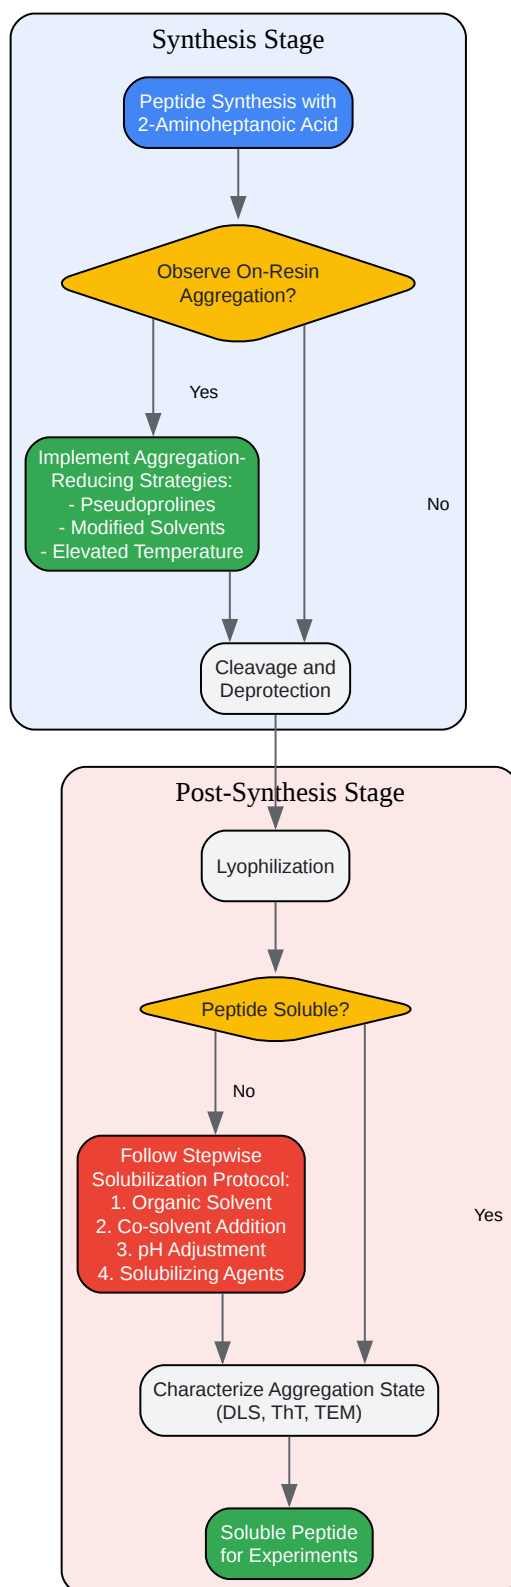 Synthesis Stage
Peptide Synthesis with
2-Aminoheptanoic Acid
Observe On-Resin
Aggregation?
Yes
Implement Aggregation-
Reducing Strategies:
- Pseudoprolines
- Modified Solvents
- Elevated Temperature
No
Cleavage and
Deprotection
Post-Synthesis Stage
Lyophilization
Peptide Soluble?
No
Follow Stepwise
Solubilization Protocol:
1. Organic Solvent
2. Co-solvent Addition
3. pH Adjustment
4. Solubilizing Agents
Yes
Characterize Aggregation State
(DLS, ThT, TEM)
Soluble Peptide
for Experiments